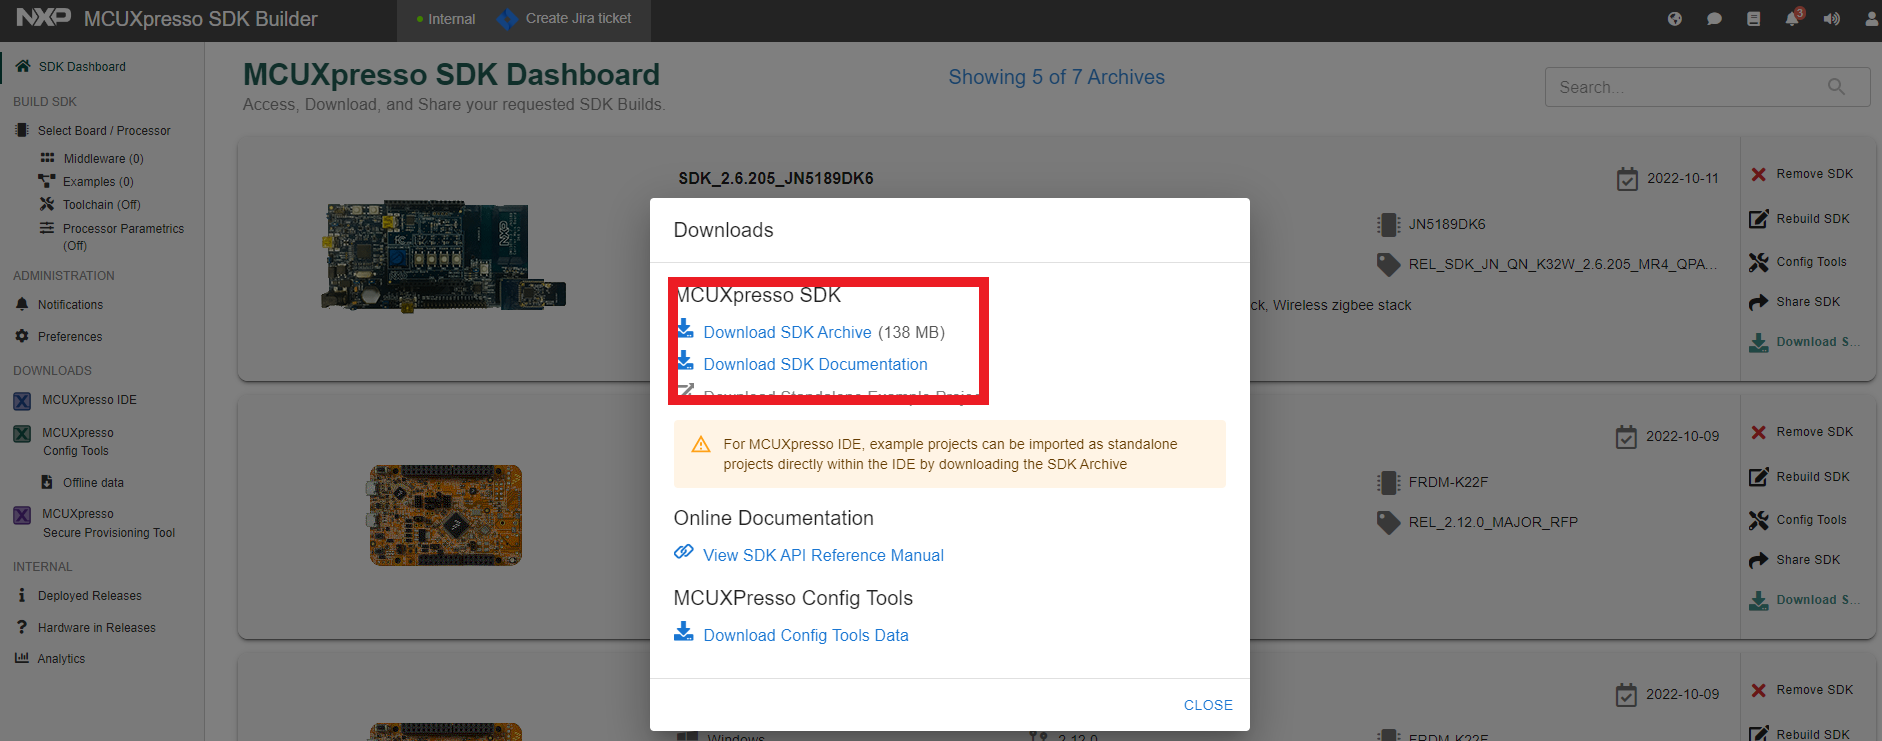 NXP MCUXpresso SDK Builder
Internal
Create Jira ticket
3
SDK Dashboard
BUILD SDK
Select Board / Processor
Middleware (0)
Examples (0)
Toolchain (Off)
Processor Parametrics
(Off)
ADMINISTRATION
Notifications
Preferences
DOWNLOADS
MCUXpresso IDE
MCUXpresso
Config Tools
Offline data
MCUXpresso
Secure Provisioning Tool
INTERNAL
Deployed Releases
Hardware in Releases
Analytics
MCUXpresso SDK Dashboard
Access, Download, and Share your requested SDK Builds.
Showing 5 of 7 Archives
Search...
SDK_2.6.205_JN5189DK6
2022-10-11
JN5189DK6
REL_SDK_JN_QN_K32W_2.6.205_MR4_QPA...
ck, Wireless zigbee stack
Remove SDK
Rebuild SDK
Config Tools
Share SDK
Download S...
2022-10-09
FRDM-K22F
REL_2.12.0_MAJOR_RFP
Remove SDK
Rebuild SDK
Config Tools
Share SDK
Download S...
2022-10-09
Remove SDK
Rebuild SDK
Windows
2.12.0
FRDM-K22F
Downloads
MCUXpresso SDK
Download SDK Archive (138 MB)
Download SDK Documentation
Download Standalone Example Projec
For MCUXpresso IDE, example projects can be imported as standalone
projects directly within the IDE by downloading the SDK Archive
Online Documentation
View SDK API Reference Manual
MCUXPresso Config Tools
Download Config Tools Data
CLOSE